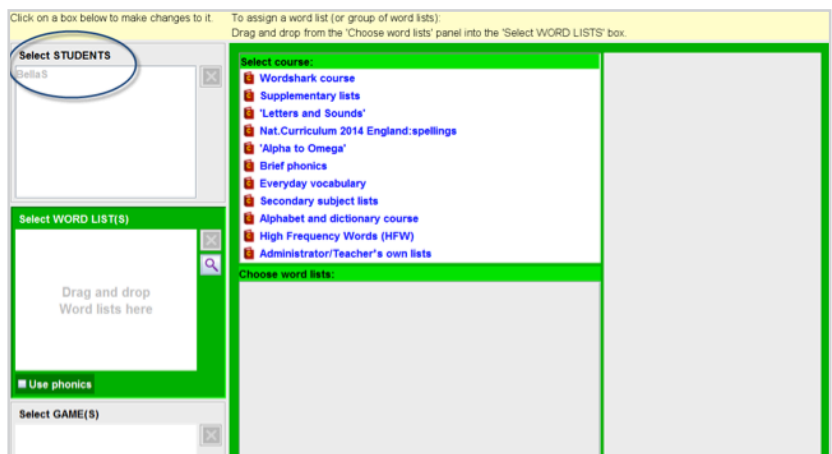 Click on a box below to make changes to it.
To assign a word list (or group of word lists):
Drag and drop from the 'Choose word lists' panel into the 'Select WORD LISTS' box.
Select STUDENTS
BellaS
Select WORD LIST(S)
Drag and drop
Word lists here
Use phonics
Select GAME(S)
Select course:
Wordshark course
Supplementary lists
'Letters and Sounds'
Nat.Curriculum 2014 England:spellings
'Alpha to Omega'
Brief phonics
Everyday vocabulary
Secondary subject lists
Alphabet and dictionary course
High Frequency Words (HFW)
Administrator/Teacher's own lists
Choose word lists: